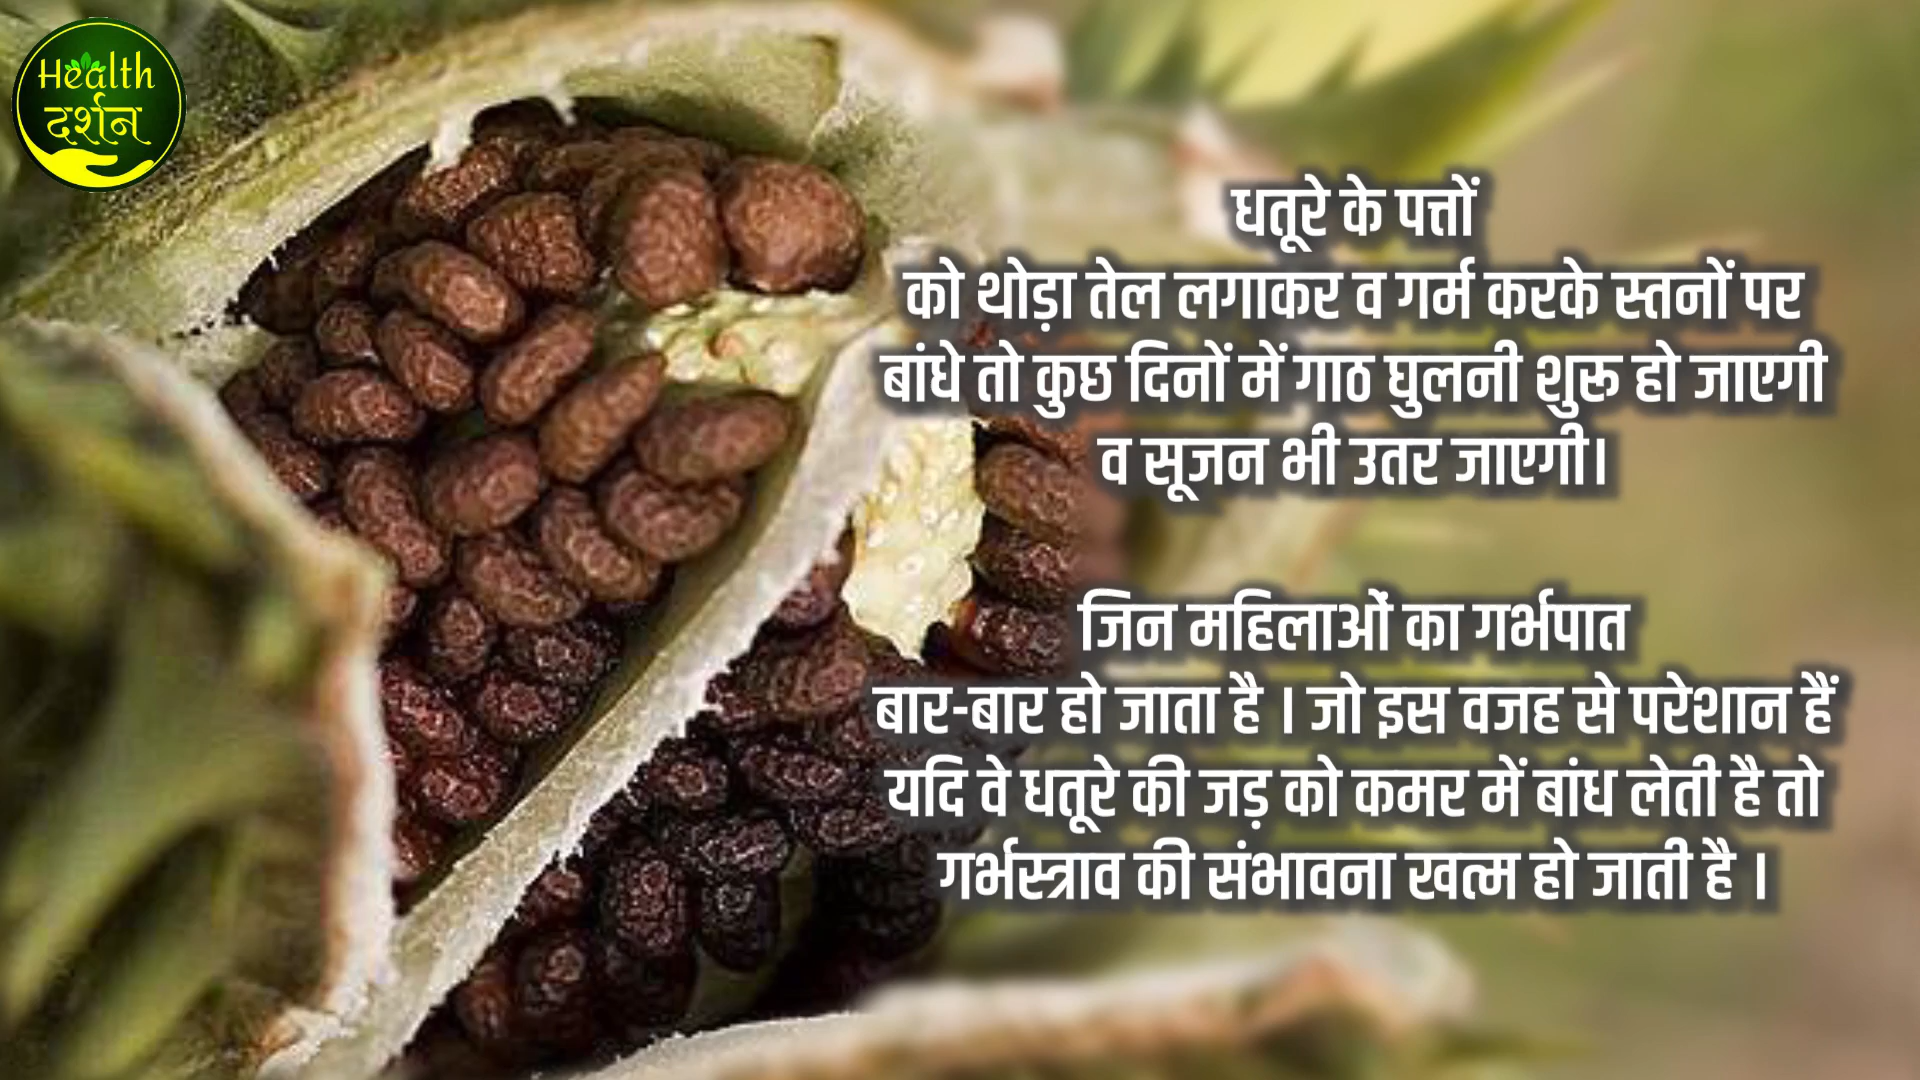 Health
दर्शन
धतूरे के पत्तों
को थोड़ा तेल लगाकर व गर्म करके स्तनों पर
बांधे तो कुछ दिनों में गाठ घुलनी शुरू हो जाएगी
व सूजन भी उतर जाएगी।
जिन महिलाओं का गर्भपात
बार-बार हो जाता है । जो इस वजह से परेशान हैं
यदि वे धतूरे की जड़ को कमर में बांध लेती है तो
गर्भस्त्राव की संभावना खत्म हो जाती है ।